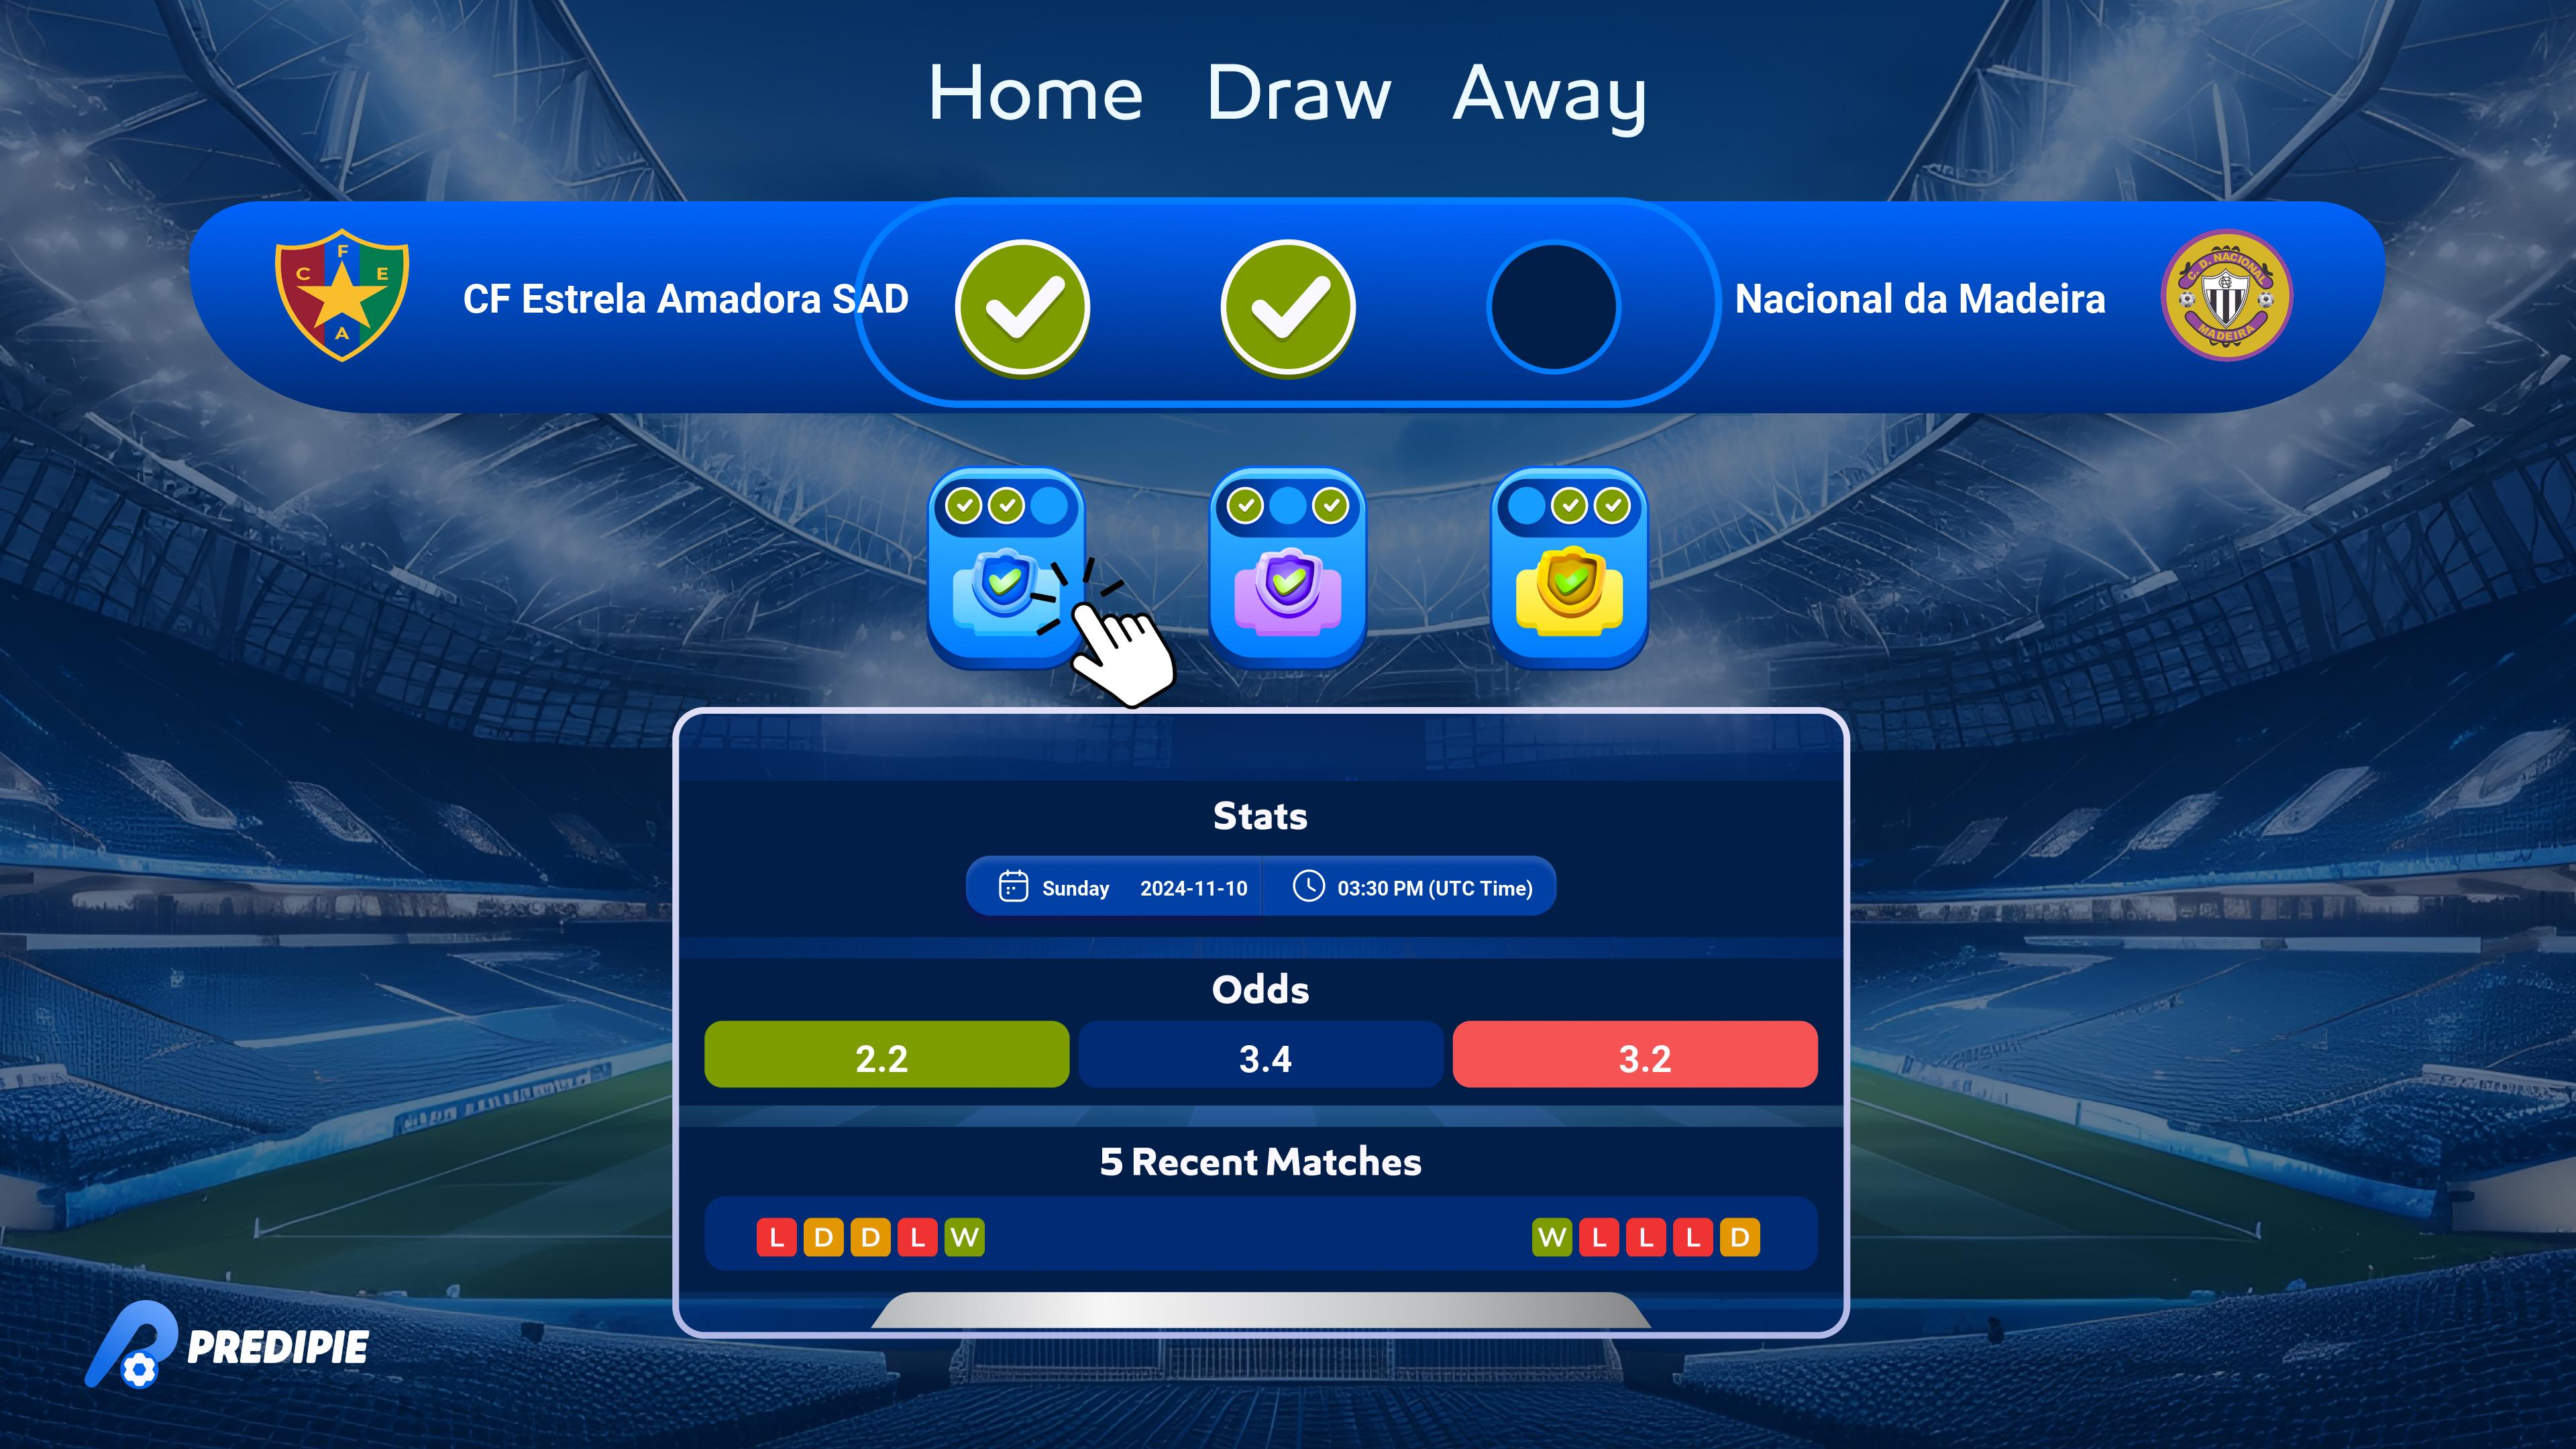 Home Draw Away
F
C E
A
CF Estrela Amadora SAD
Nacional da Madeira
C. D. NACIONAL
MADEIRA
Stats
Sunday 2024-11-10 03:30 PM (UTC Time)
Odds
2.2 3.4 3.2
5 Recent Matches
L D D L W W L L L D
PREDIPIE